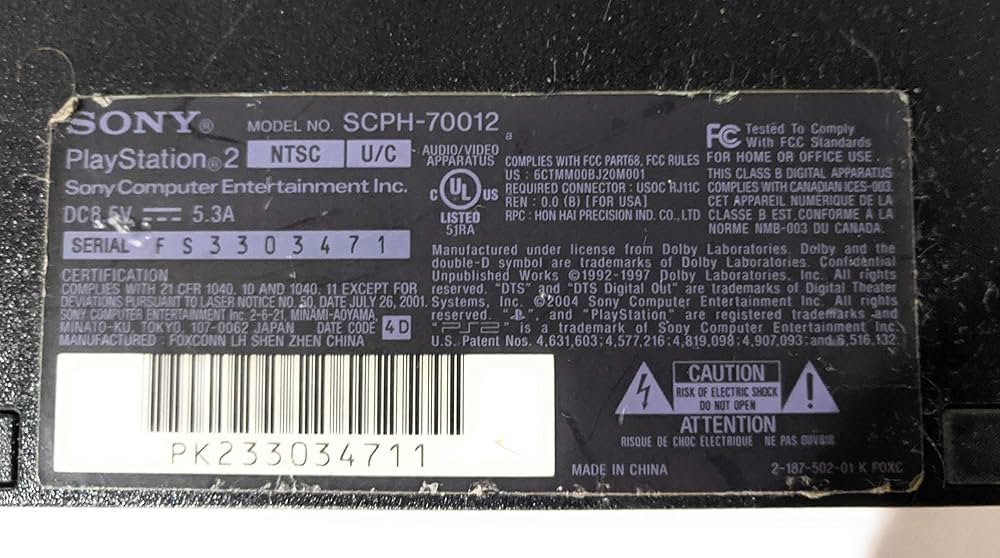 SONY® MODEL NO. SCPH-70012 a
PlayStation®2 NTSC U/C
Sony Computer Entertainment Inc.
DC8.5V 5.3A
SERIAL FS3303471
CERTIFICATION
COMPLIES WITH 21 CFR 1040. 10 AND 1040. 11 EXCEPT FOR
DEVIATIONS PURSUANT TO LASER NOTICE NO. 50, DATE JULY 26, 2001.
SONY COMPUTER ENTERTAINMENT INC. 2-6-21, MINAMI-AOYAMA,
MINATO-KU, TOKYO, 107-0062 JAPAN DATE CODE 4D
MANUFACTURED : FOXCONN LH SHEN ZHEN CHINA
PK233034711
AUDIO/VIDEO
APPARATUS
C UL® US
LISTED
51RA
COMPLIES WITH FCC PART68, FCC RULES
US : 6CTMM00BJ20M001
REQUIRED CONNECTOR : USOC RJ11C
REN : 0.0 (B) [FOR USA]
RPC : HON HAI PRECISION IND. CO., LTD
FC Tested To Comply
With FCC Standards
FOR HOME OR OFFICE USE
THIS CLASS B DIGITAL APPARATUS
COMPLIES WITH CANADIAN ICES-003.
CET APPAREIL NUMÉRIQUE DE LA
CLASSE B EST CONFORME À LA
NORME NMB-003 DU CANADA.
Manufactured under license from Dolby Laboratories. Dolby and the
double-D symbol are trademarks of Dolby Laboratories. Confidential
Unpublished Works ©1992-1997 Dolby Laboratories, Inc. All rights
reserved. "DTS" and "DTS Digital Out" are trademarks of Digital Theater
Systems, Inc. ©2004 Sony Computer Entertainment Inc. All rights
reserved. "PS", and "PlayStation" are registered trademarks and
"PS2" is a trademark of Sony Computer Entertainment Inc.
U.S. Patent Nos. 4,631,603; 4,577,216; 4,819,098; 4,907,093; and 6,516,132.
CAUTION
RISK OF ELECTRIC SHOCK
DO NOT OPEN
ATTENTION
RISQUE DE CHOC ELECTRIQUE NE PAS OUVRIR
MADE IN CHINA 2-187-502-01 K FOXC